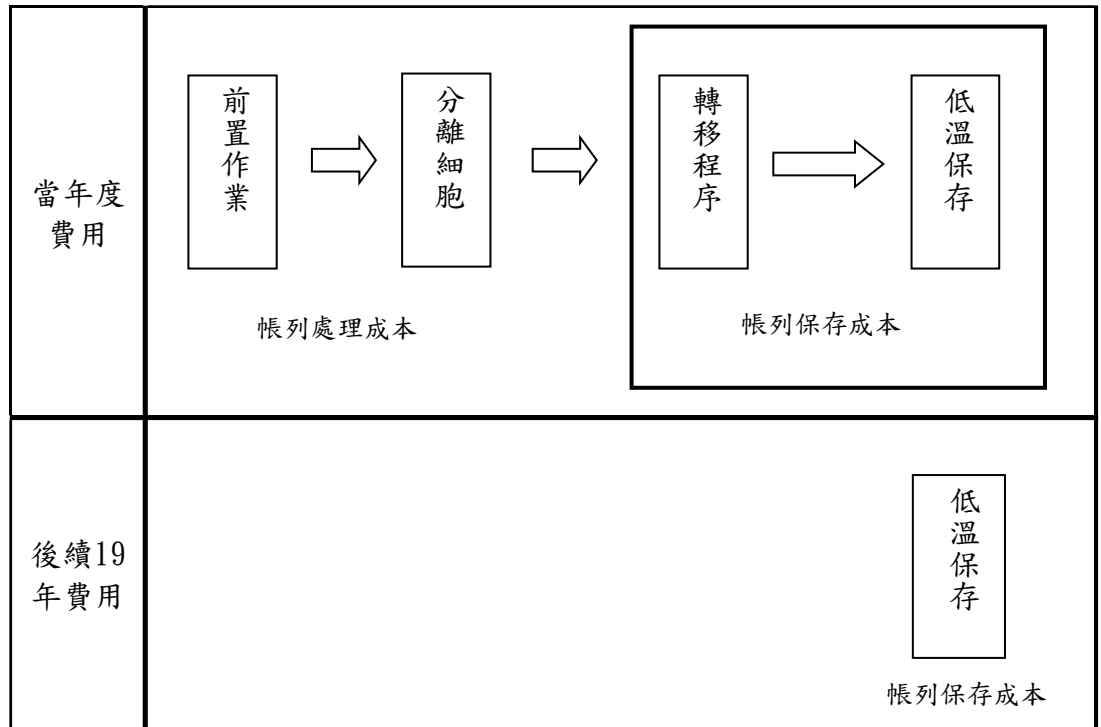 當年度
費用
前置作業
分離細胞
轉移程序
低溫保存
帳列處理成本
帳列保存成本
後續19
年費用
低溫保存
帳列保存成本